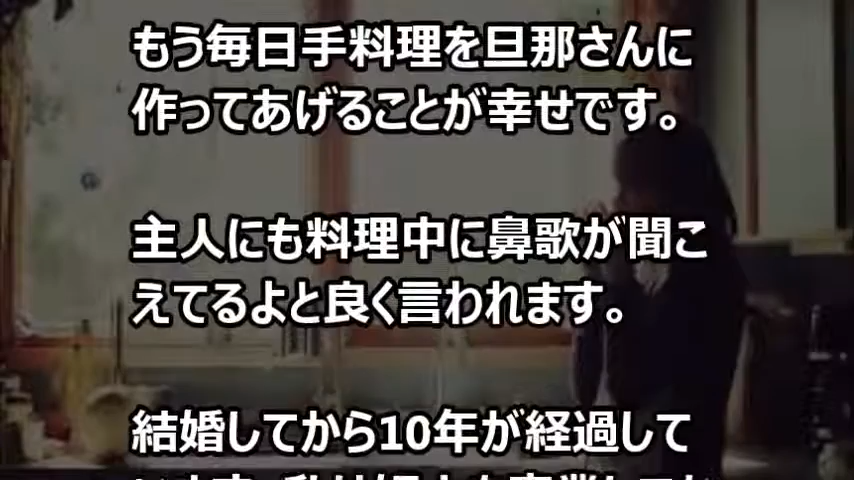 もう毎日手料理を旦那さんに
作ってあげることが幸せです。
主人にも料理中に鼻歌が聞こ
えてるよと良く言われます。
結婚してから10年が経過して